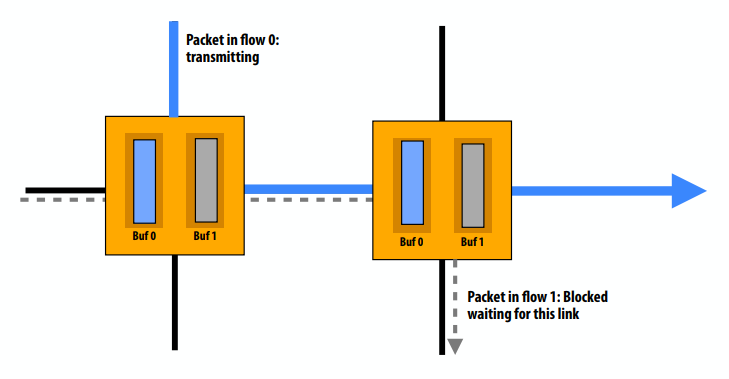 Packet in flow 0:
transmitting
Buf 0
Buf 1
Buf 0
Buf 1
Packet in flow 1: Blocked
waiting for this link